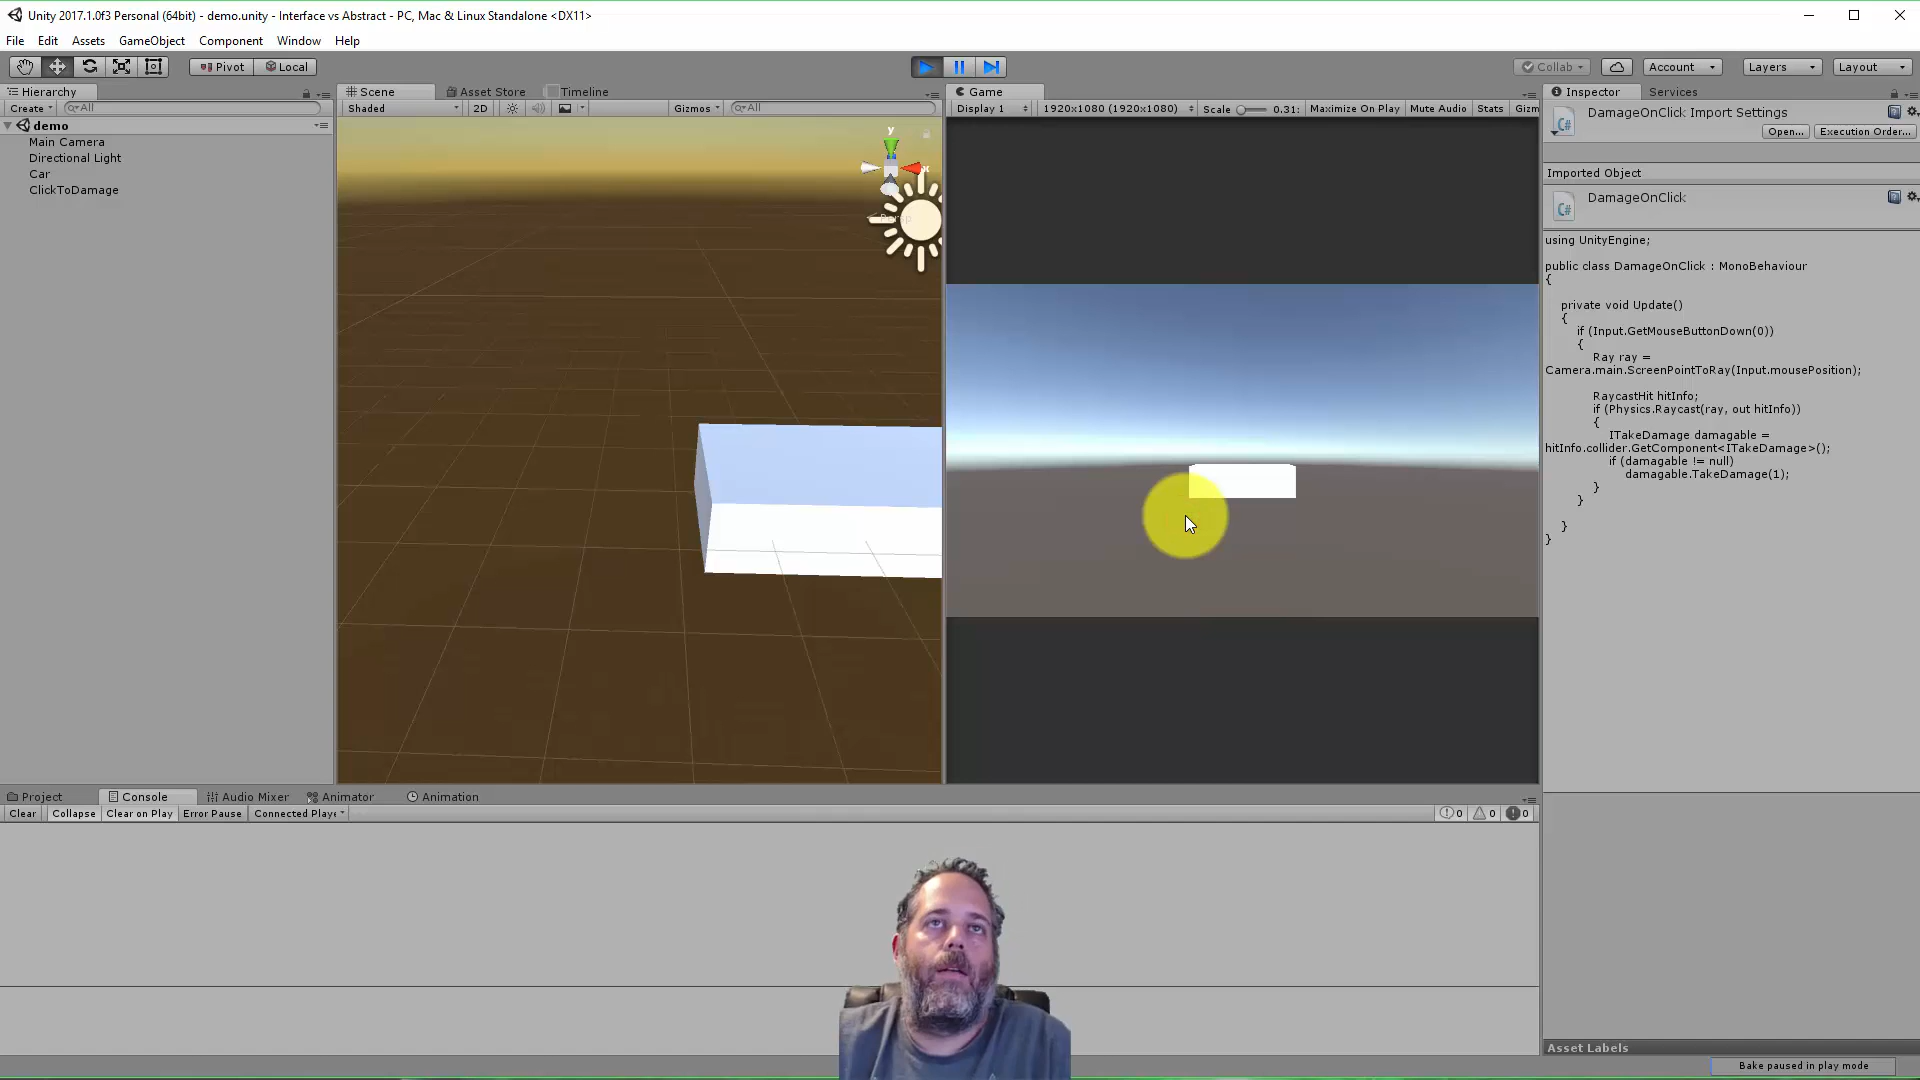 Unity 2017.1.0f3 Personal (64bit) - demo.unity - Interface vs Abstract - PC, Mac & Linux Standalone <DX11>
File Edit Assets GameObject Component Window Help
Pivot Local Collab Account Layers Layout
Hierarchy
Create All
demo
Main Camera
Directional Light
Car
ClickToDamage
Scene Asset Store Timeline
Shaded 2D Gizmos All
y
x
Persp
Game
Display 1 1920x1080 (1920x1080) Scale 0.31: Maximize On Play Mute Audio Stats Gizm
Inspector Services
DamageOnClick Import Settings
Open... Execution Order...
Imported Object
DamageOnClick
using UnityEngine;
public class DamageOnClick : MonoBehaviour
{
private void Update()
{
if (Input.GetMouseButtonDown(0))
{
Ray ray =
Camera.main.ScreenPointToRay(Input.mousePosition);
RaycastHit hitInfo;
if (Physics.Raycast(ray, out hitInfo))
{
ITakeDamage damagable =
hitInfo.collider.GetComponent<ITakeDamage>();
if (damagable != null)
damagable.TakeDamage(1);
}
}
}
}
Project Console Audio Mixer Animator Animation
Clear Collapse Clear on Play Error Pause Connected Playe 0 0 0
Asset Labels
Bake paused in play mode